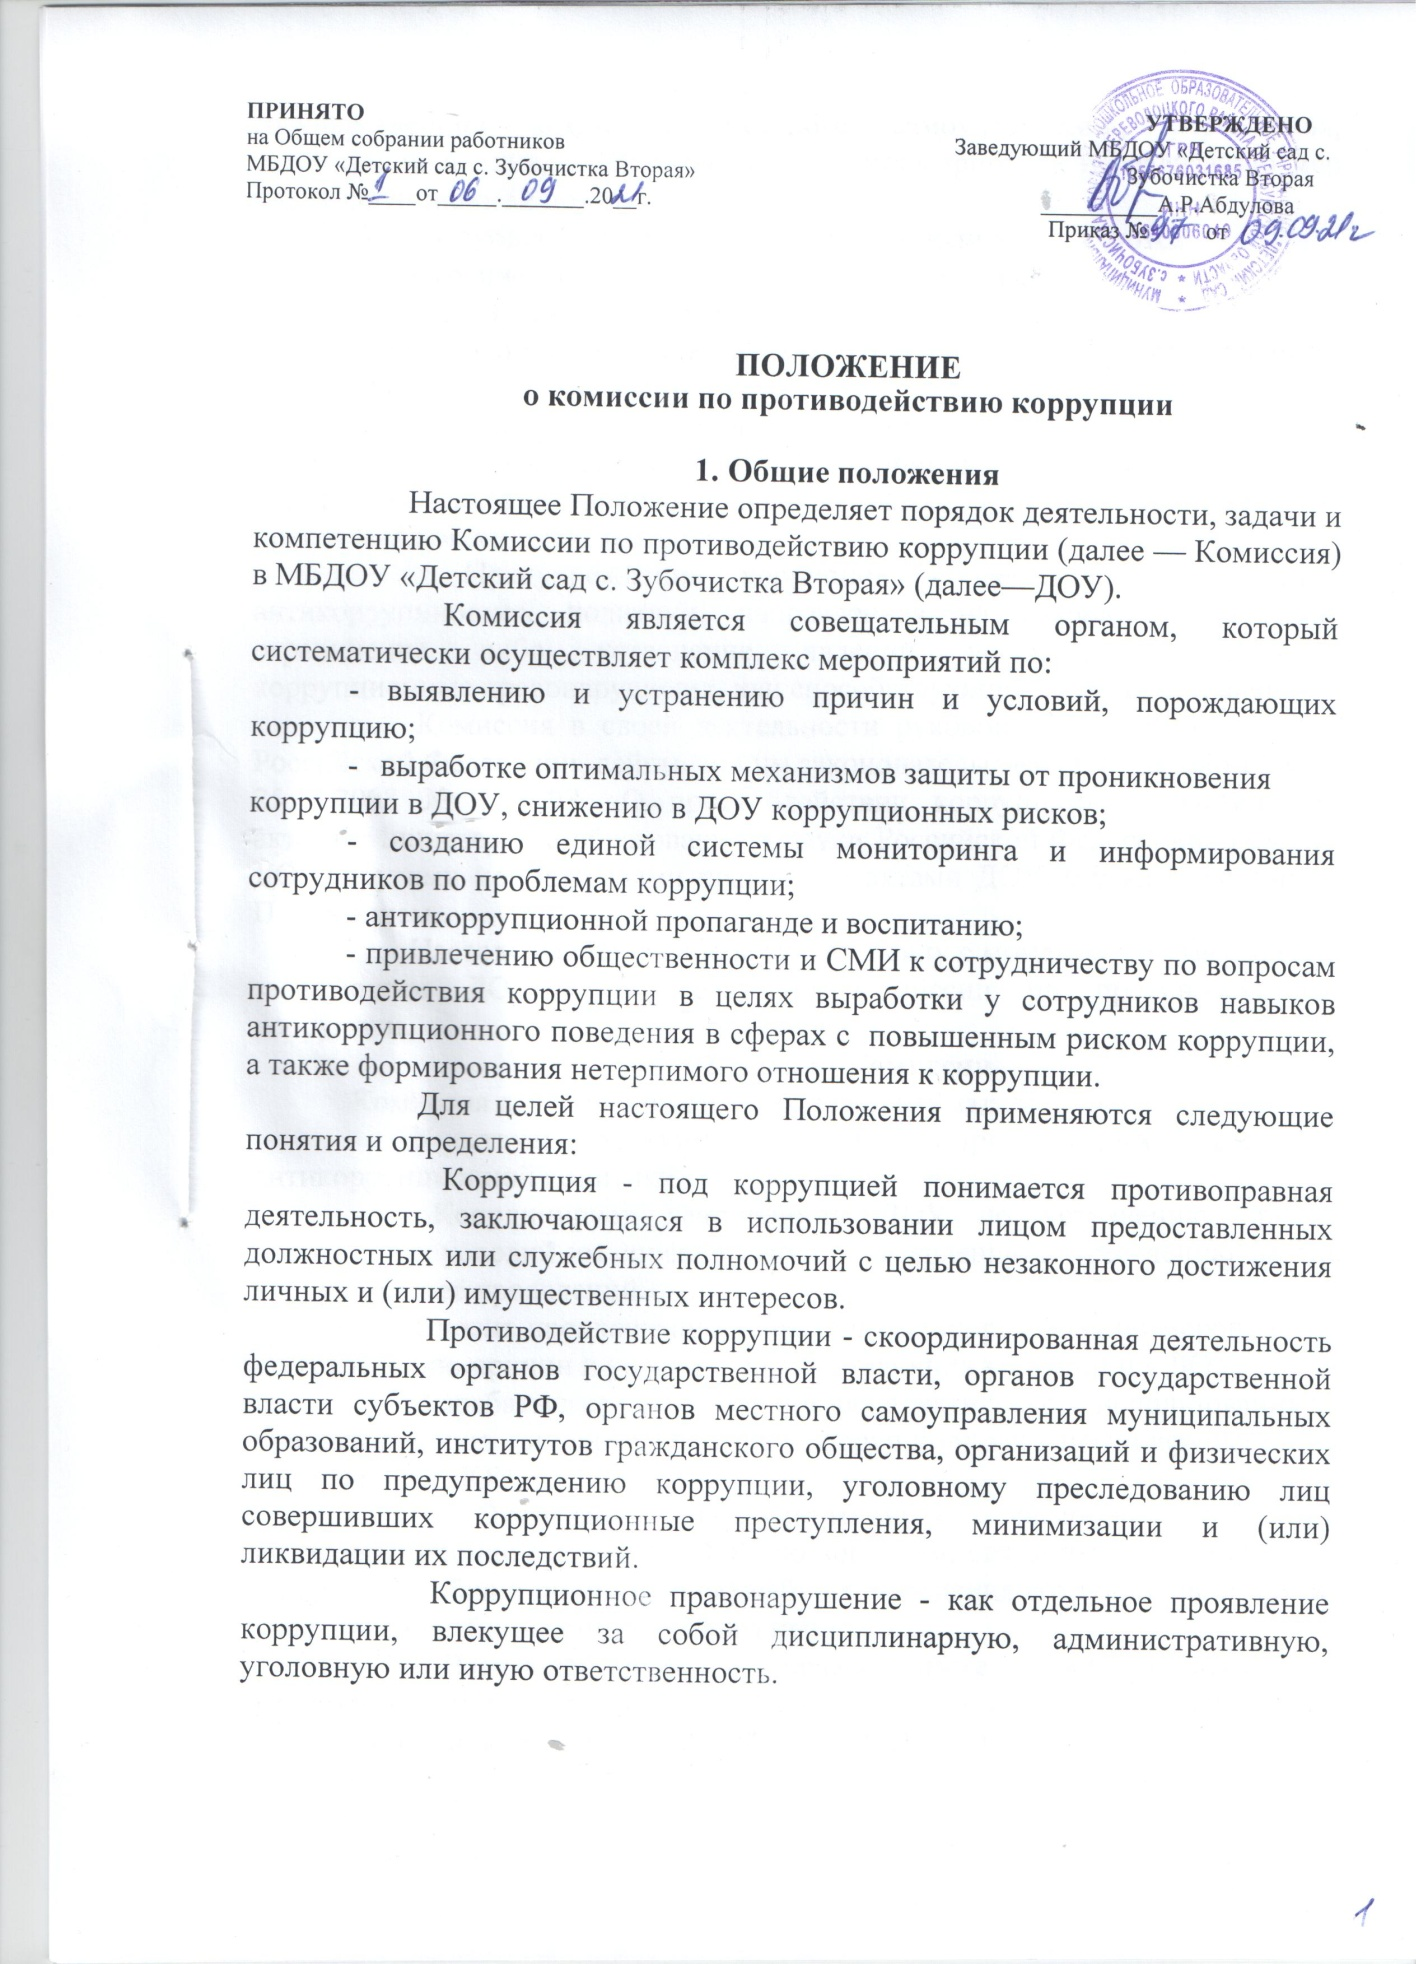 ПРИНЯТО
на Общем собрании работников
МБДОУ «Детский сад с. Зубочистка Вторая»
Протокол № 1 от 06.09.2021г.
УТВЕРЖДЕНО
Заведующий МБДОУ «Детский сад с.
Зубочистка Вторая
А.Р.Абдулова
Приказ № 97 от 09.09.21г
ПОЛОЖЕНИЕ
о комиссии по противодействию коррупции
1. Общие положения
Настоящее Положение определяет порядок деятельности, задачи и
компетенцию Комиссии по противодействию коррупции (далее — Комиссия)
в МБДОУ «Детский сад с. Зубочистка Вторая» (далее—ДОУ).
Комиссия является совещательным органом, который
систематически осуществляет комплекс мероприятий по:
- выявлению и устранению причин и условий, порождающих
коррупцию;
- выработке оптимальных механизмов защиты от проникновения
коррупции в ДОУ, снижению в ДОУ коррупционных рисков;
- созданию единой системы мониторинга и информирования
сотрудников по проблемам коррупции;
- антикоррупционной пропаганде и воспитанию;
- привлечению общественности и СМИ к сотрудничеству по вопросам
противодействия коррупции в целях выработки у сотрудников навыков
антикоррупционного поведения в сферах с повышенным риском коррупции,
а также формирования нетерпимого отношения к коррупции.
Для целей настоящего Положения применяются следующие
понятия и определения:
Коррупция - под коррупцией понимается противоправная
деятельность, заключающаяся в использовании лицом предоставленных
должностных или служебных полномочий с целью незаконного достижения
личных и (или) имущественных интересов.
Противодействие коррупции - скоординированная деятельность
федеральных органов государственной власти, органов государственной
власти субъектов РФ, органов местного самоуправления муниципальных
образований, институтов гражданского общества, организаций и физических
лиц по предупреждению коррупции, уголовному преследованию лиц
совершивших коррупционные преступления, минимизации и (или)
ликвидации их последствий.
Коррупционное правонарушение - как отдельное проявление
коррупции, влекущее за собой дисциплинарную, административную,
уголовную или иную ответственность.
1